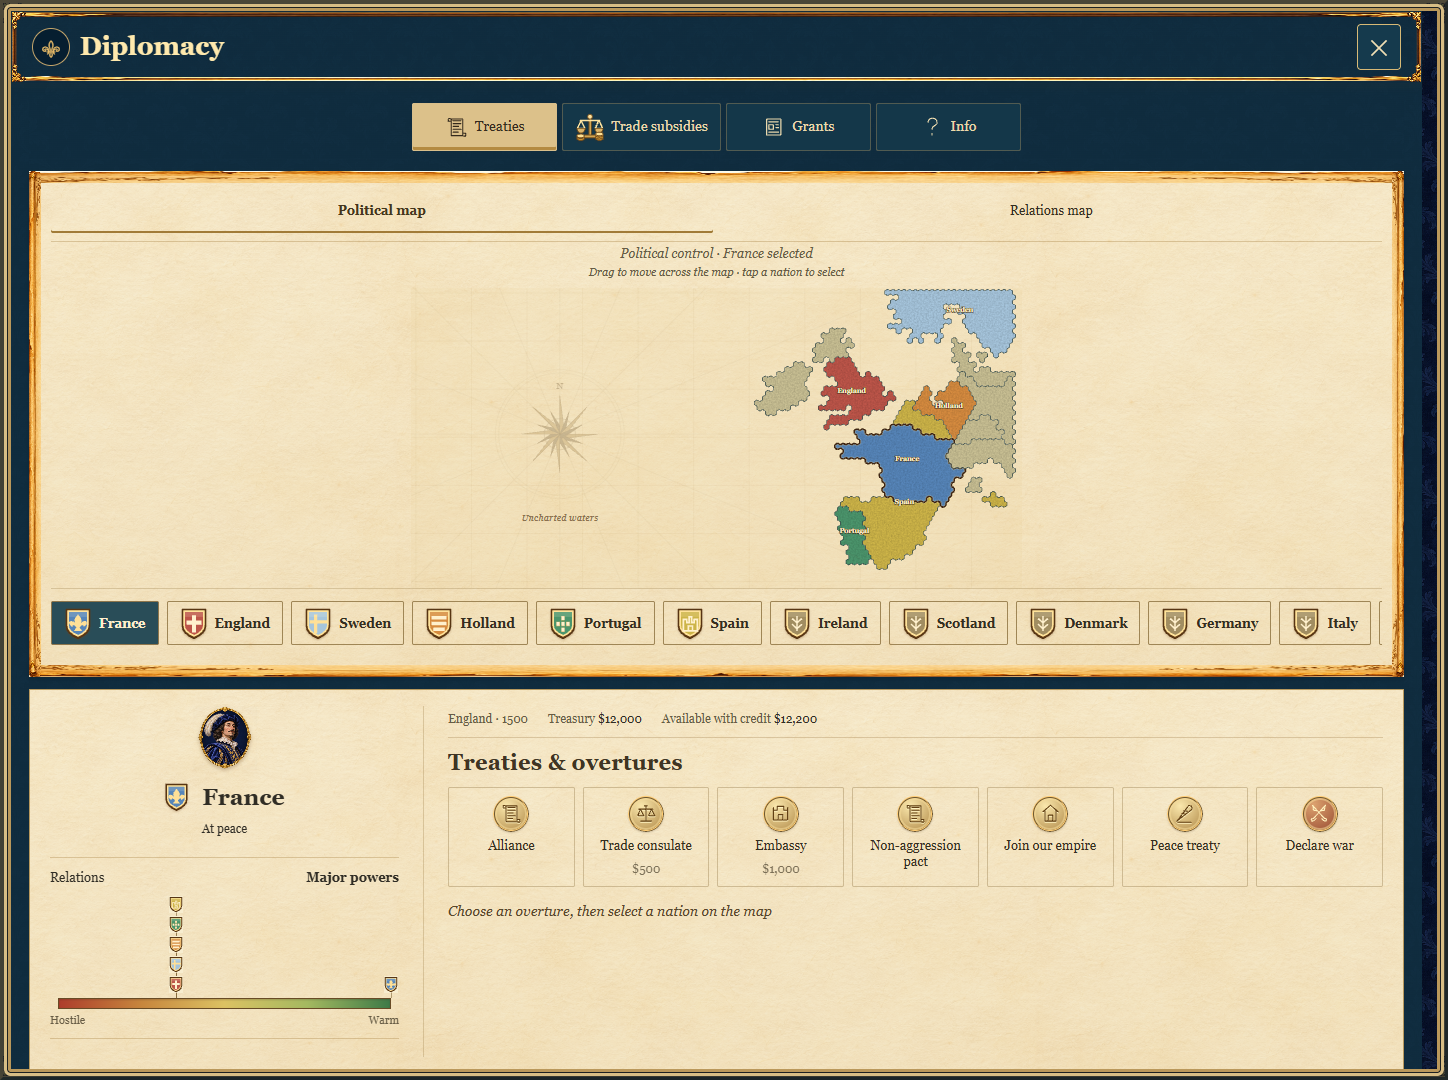 Diplomacy
Treaties
Trade subsidies
Grants
Info
Political map
Relations map
Political control · France selected
Drag to move across the map · tap a nation to select
Sweden
N
England
Holland
France
Spain
Uncharted waters
Portugal
France
England
Sweden
Holland
Portugal
Spain
Ireland
Scotland
Denmark
Germany
Italy
England · 1500
Treasury $12,000
Available with credit $12,200
Treaties & overtures
France
At peace
Alliance
Trade consulate
$500
Embassy
$1,000
Non-aggression
pact
Join our empire
Peace treaty
Declare war
Relations
Major powers
Choose an overture, then select a nation on the map
Hostile
Warm